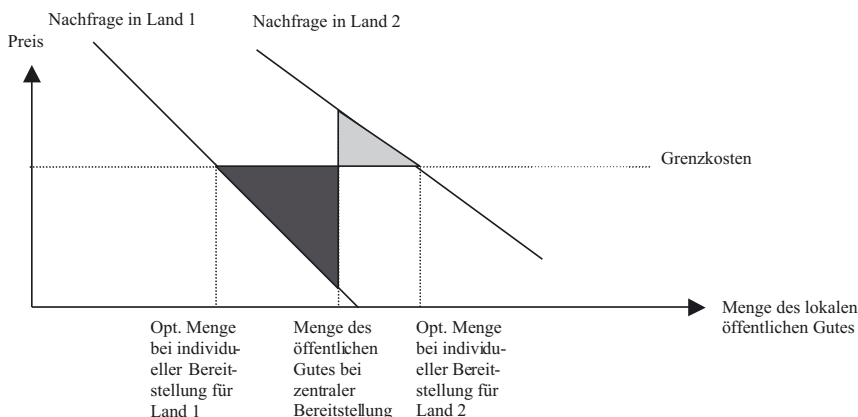 Nachfrage in Land 1
Nachfrage in Land 2
Preis
Grenzkosten
Menge des lokalen
öffentlichen Gutes
Opt. Menge
bei individu-
eller Bereit-
stellung für
Land 1
Menge des
öffentlichen
Gutes bei
zentraler
Bereitstellung
Opt. Menge
bei individu-
eller Bereit-
stellung für
Land 2